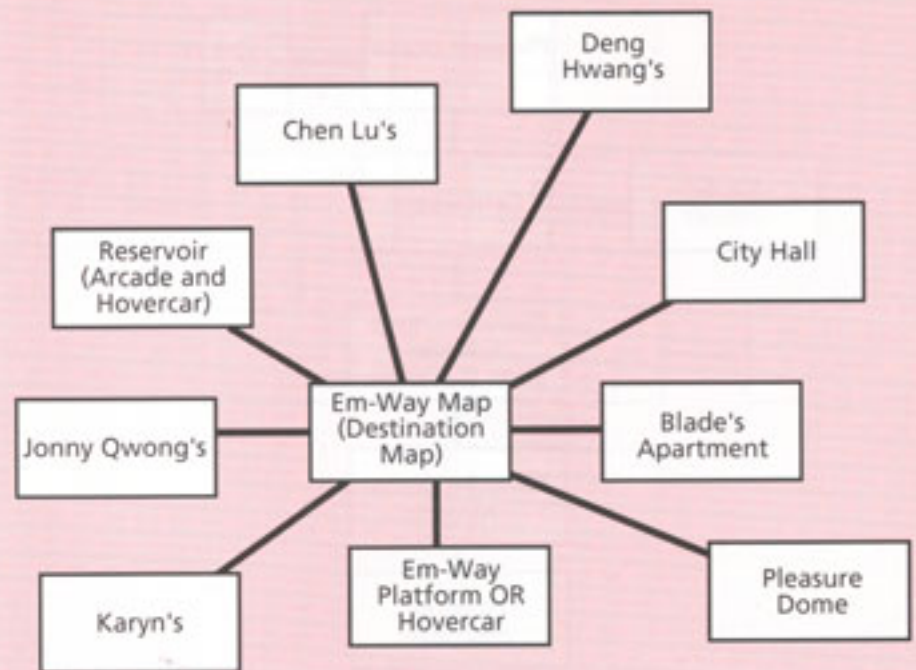 Deng
Hwang's
Chen Lu's
City Hall
Reservoir
(Arcade and
Hovercar)
Em-Way Map
(Destination
Map)
Blade's
Apartment
Jonny Qwong's
Em-Way
Platform OR
Hovercar
Pleasure
Dome
Karyn's